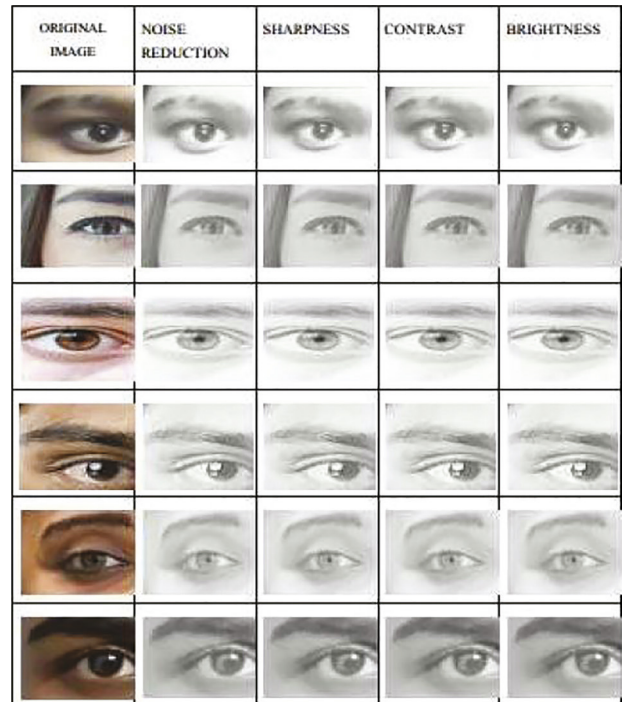 ORIGINAL
IMAGE
NOISE
REDUCTION
SHARPNESS
CONTRAST
BRIGHTNESS